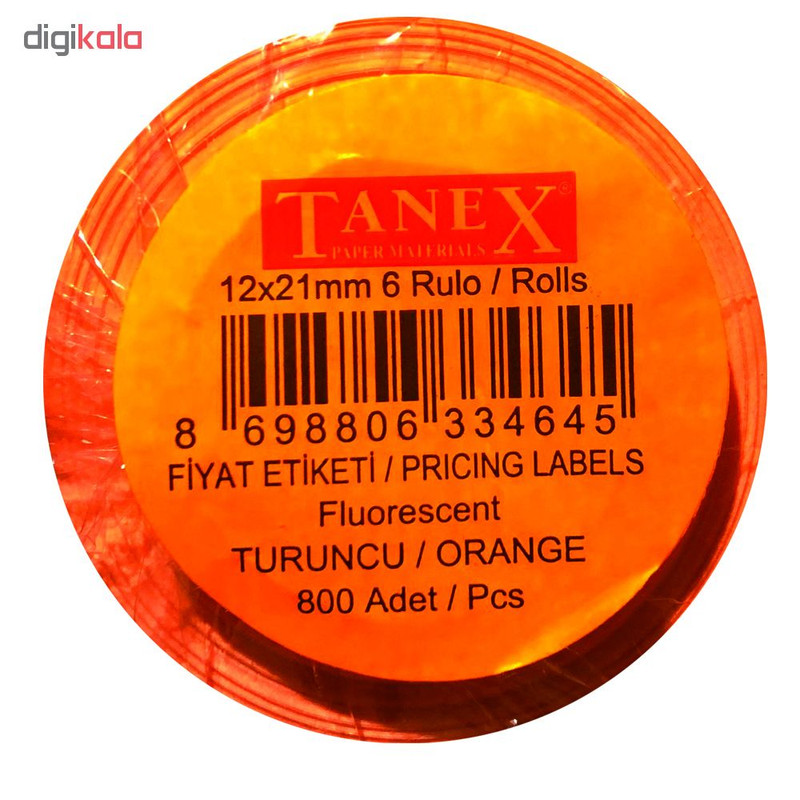 digikala
TANEX®
PAPER MATERIALS
12x21mm 6 Rulo / Rolls
8 698806 334645
FİYAT ETİKETİ / PRICING LABELS
Fluorescent
TURUNCU / ORANGE
800 Adet / Pcs